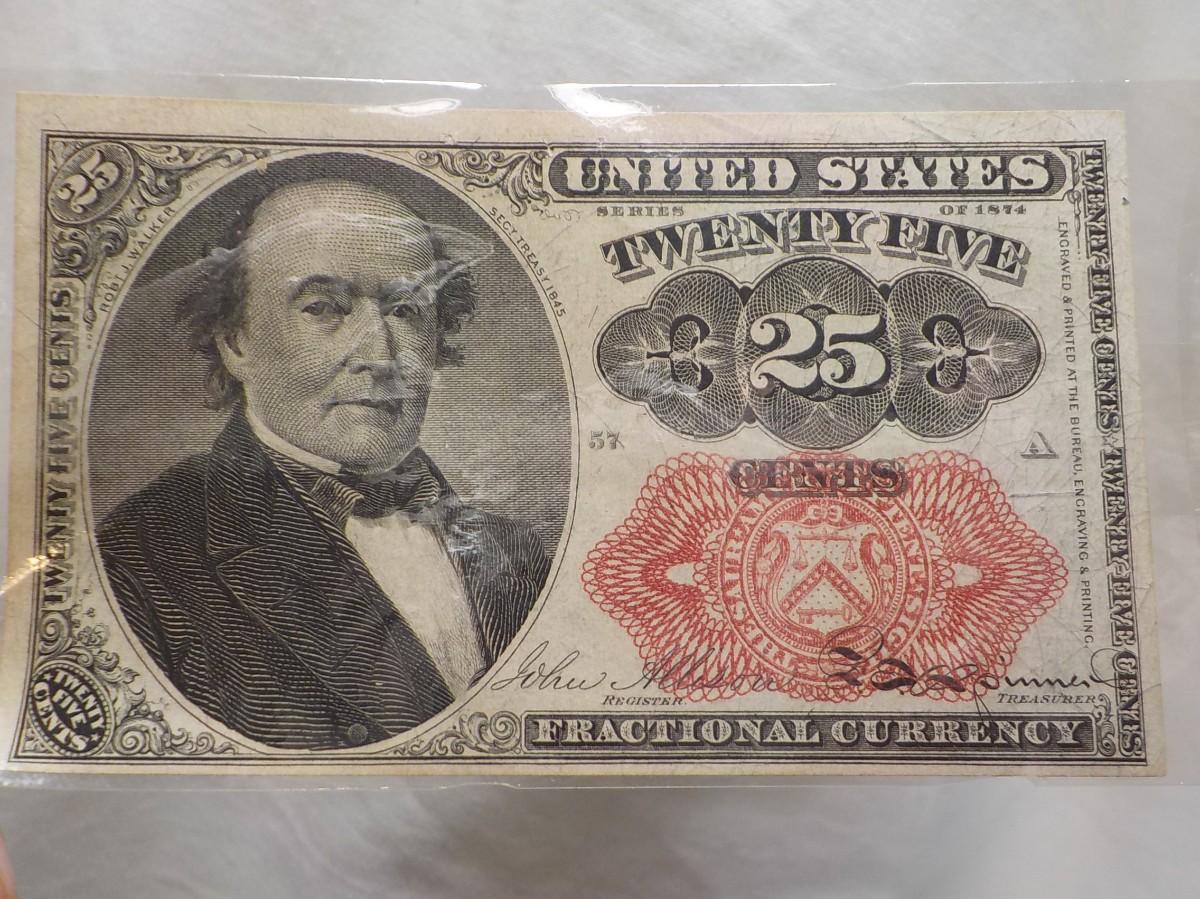 25
ROBT. J. WALKER
SECY TREASY 1845
UNITED STATES
SERIES OF 1874
TWENTY FIVE
25
CENTS
57 A
TWENTY FIVE CENTS
TWENTY FIVE CENTS
John Allison
REGISTER.
TREASURER
FRACTIONAL CURRENCY
ENGRAVED & PRINTED AT THE BUREAU, ENGRAVING & PRINTING.
TWENTY-FIVE CENTS ★ TWENTY-FIVE CENTS